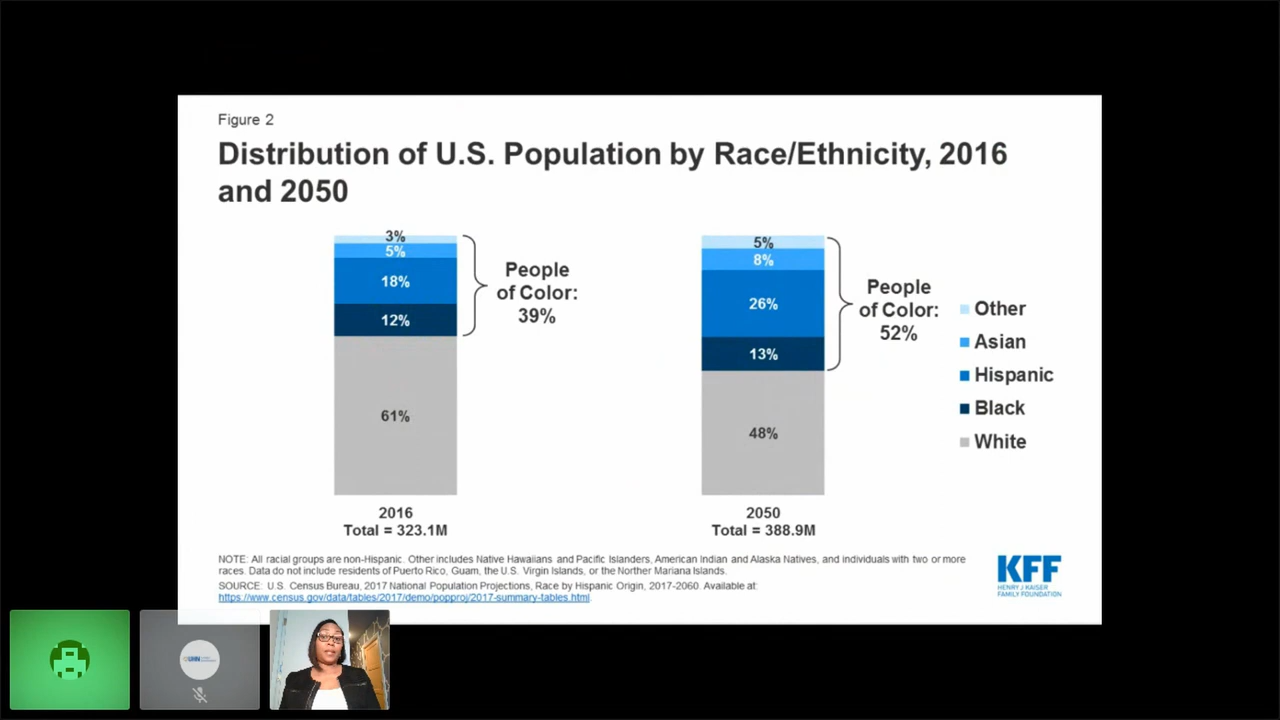 Figure 2
Distribution of U.S. Population by Race/Ethnicity, 2016
and 2050
3%
5%
18%
12%
61%
People
of Color:
39%
2016
Total = 323.1M
5%
8%
26%
13%
48%
People
of Color:
52%
2050
Total = 388.9M
Other
Asian
Hispanic
Black
White
NOTE: All racial groups are non-Hispanic. Other includes Native Hawaiians and Pacific Islanders, American Indian and Alaska Natives, and individuals with two or more
races. Data do not include residents of Puerto Rico, Guam, the U.S. Virgin Islands, or the Norther Mariana Islands.
SOURCE: U.S. Census Bureau, 2017 National Population Projections, Race by Hispanic Origin, 2017-2060. Available at:
https://www.census.gov/data/tables/2017/demo/popproj/2017-summary-tables.html.
KFF
HENRY J KAISER
FAMILY FOUNDATION